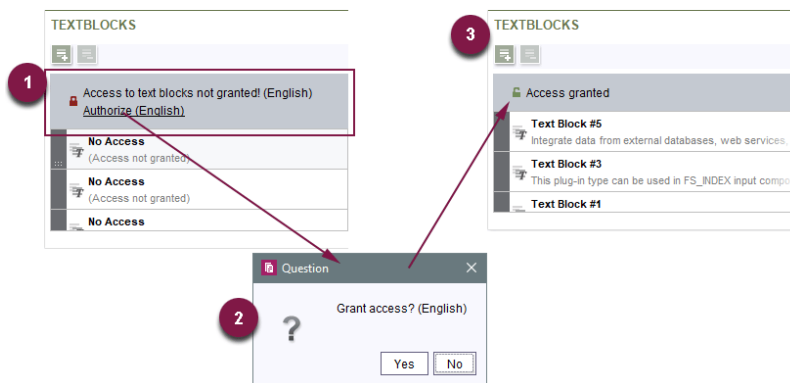 TEXTBLOCKS
1
Access to text blocks not granted! (English)
Authorize (English)
No Access
(Access not granted)
No Access
(Access not granted)
No Access
2
Question
Grant access? (English)
Yes
No
3
TEXTBLOCKS
Access granted
Text Block #5
Integrate data from external databases, web services,
Text Block #3
This plug-in type can be used in FS_INDEX input compo
Text Block #1